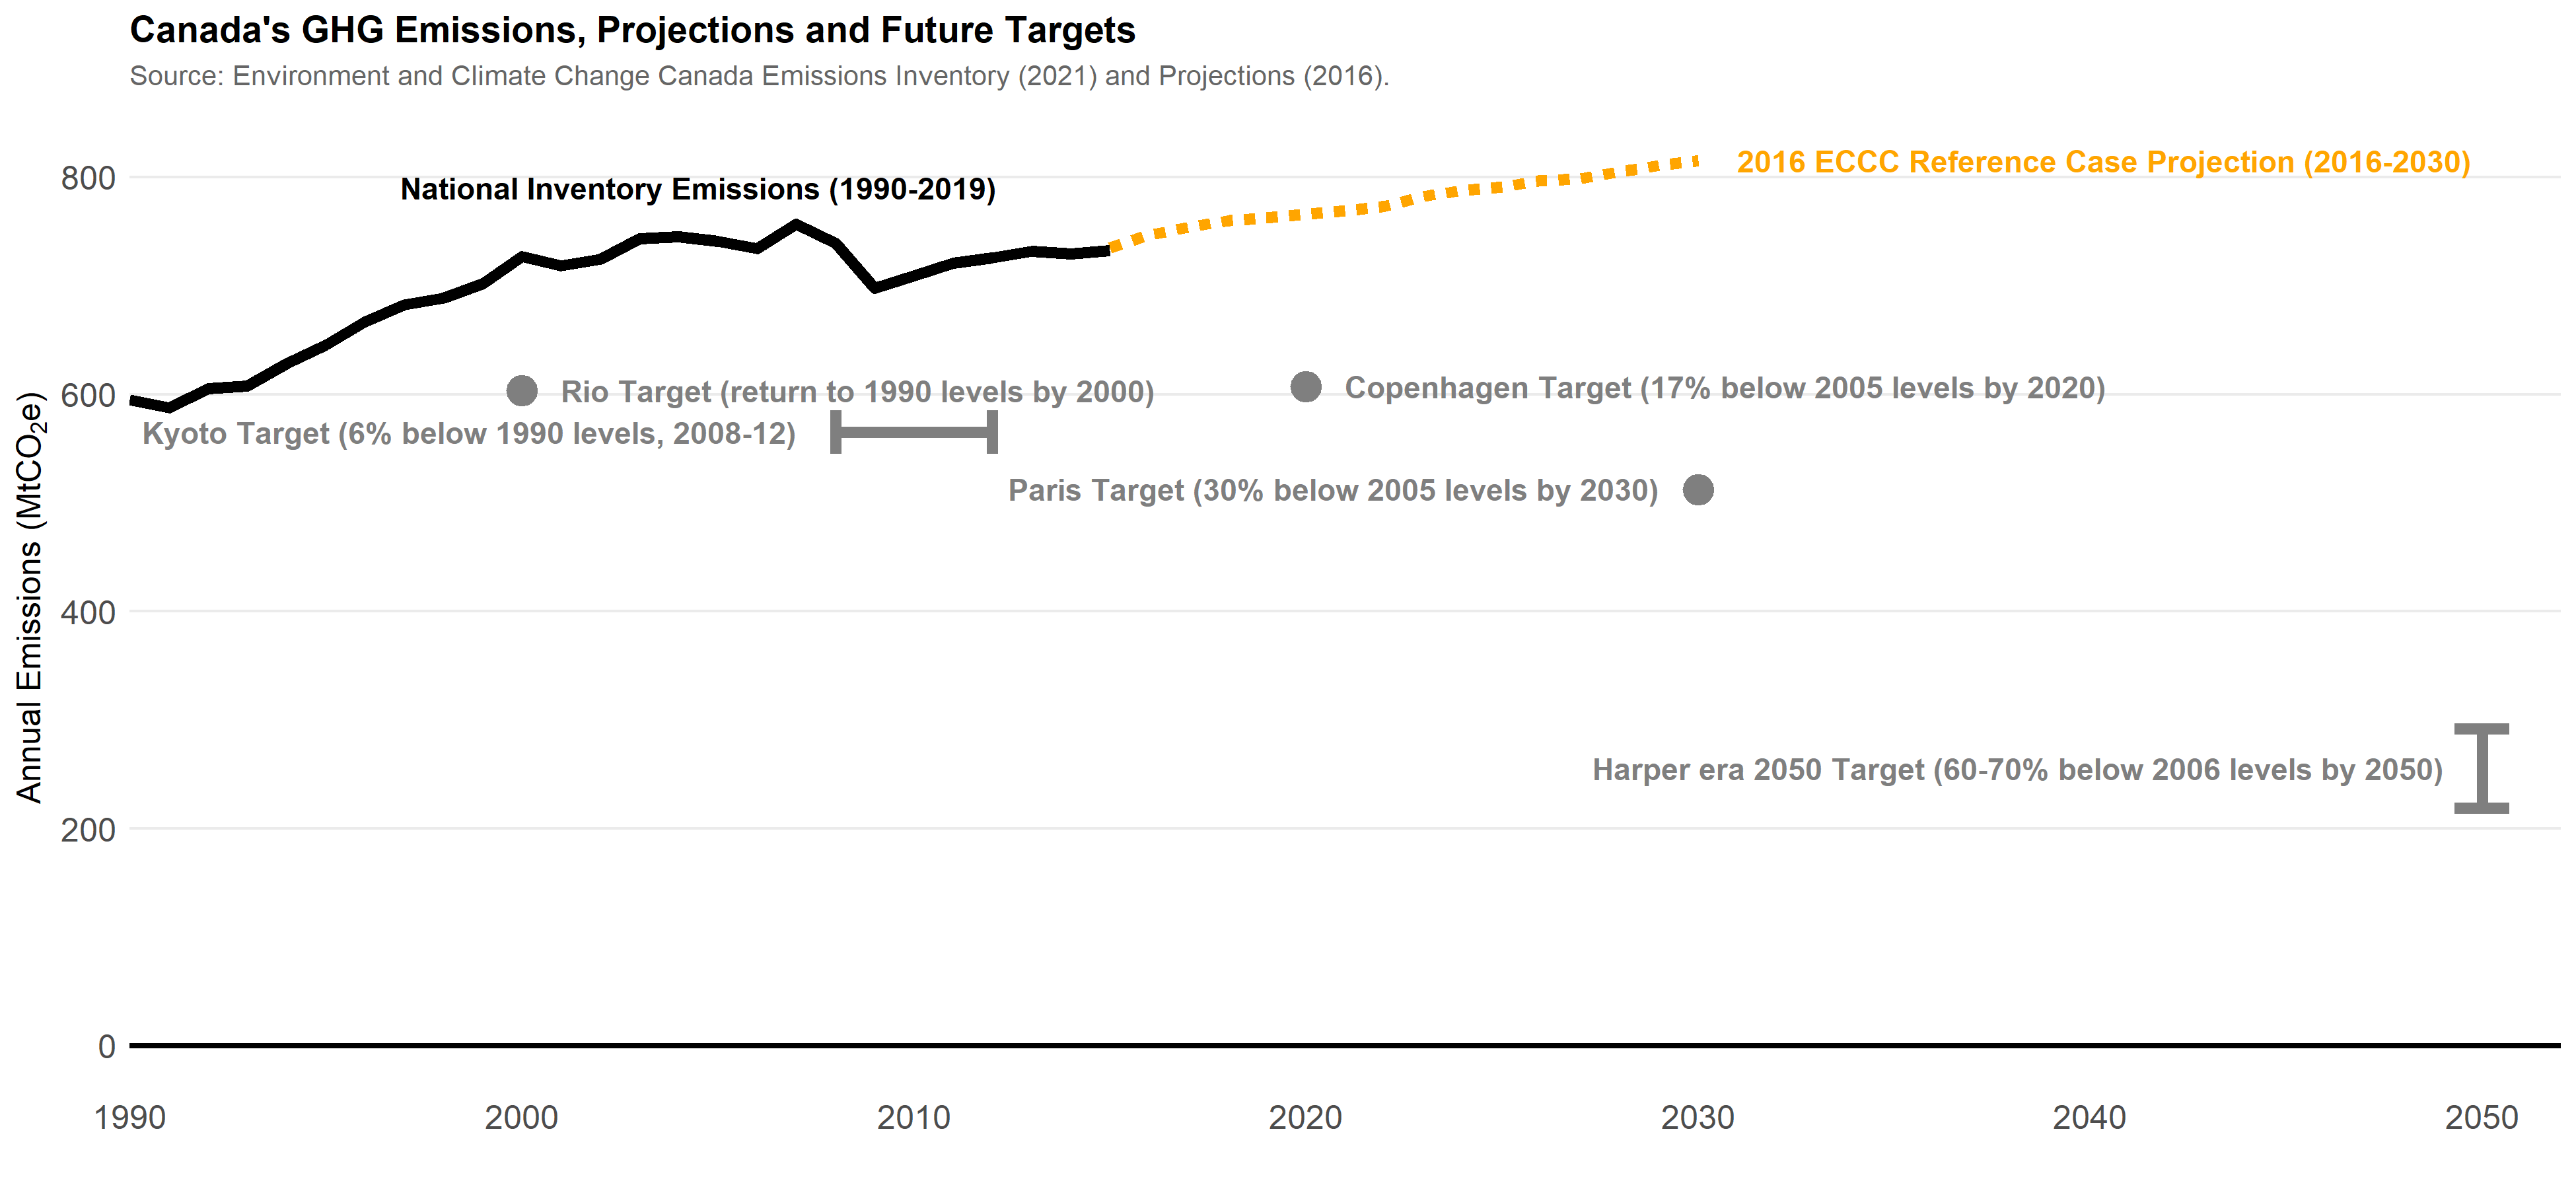 Canada's GHG Emissions, Projections and Future Targets
Source: Environment and Climate Change Canada Emissions Inventory (2021) and Projections (2016).
Annual Emissions (MtCO₂e)
800
600
400
200
0
National Inventory Emissions (1990-2019)
2016 ECCC Reference Case Projection (2016-2030)
Rio Target (return to 1990 levels by 2000)
Copenhagen Target (17% below 2005 levels by 2020)
Kyoto Target (6% below 1990 levels, 2008-12)
Paris Target (30% below 2005 levels by 2030)
Harper era 2050 Target (60-70% below 2006 levels by 2050)
1990 2000 2010 2020 2030 2040 2050